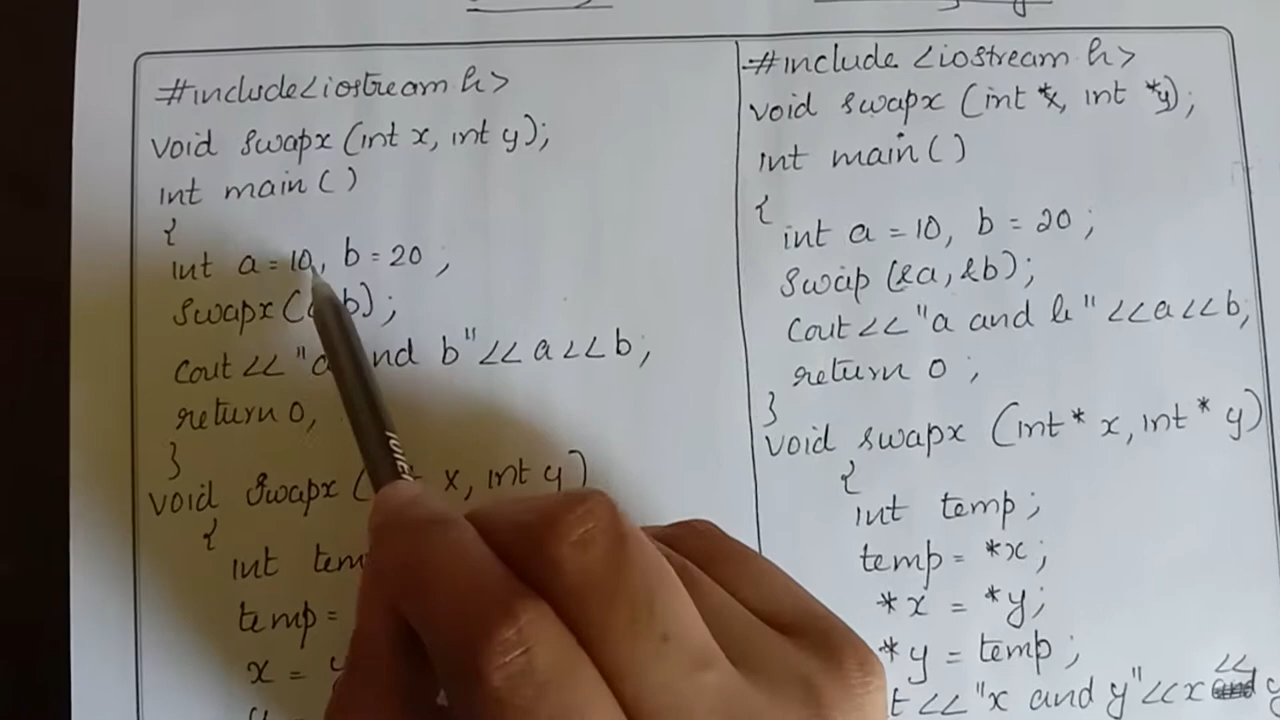 #include<iostream.h>
void swapx (int x, int y);
int main ( )
{
int a = 10, b = 20 ;
swapx ( b) ;
cout << " nd b" << a << b ;
return 0,
}
void swapx ( x, int y )
{
int
temp =
x =
#include <iostream.h>
void swapx (int *x, int *y);
int main ( )
{
int a = 10, b = 20 ;
swap (&a, &b);
cout << "a and b" << a << b;
return 0 ;
}
void swapx (int * x, int * y)
{
int temp ;
temp = *x ;
*x = *y;
*y = temp ;
<< "x and y" << x << y